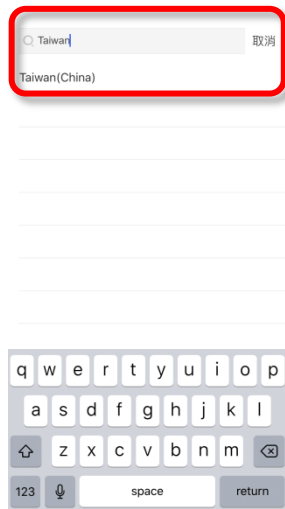 Taiwan 取消
Taiwan(China)
q w e r t y u i o p
a s d f g h j k l
z x c v b n m
123 space return